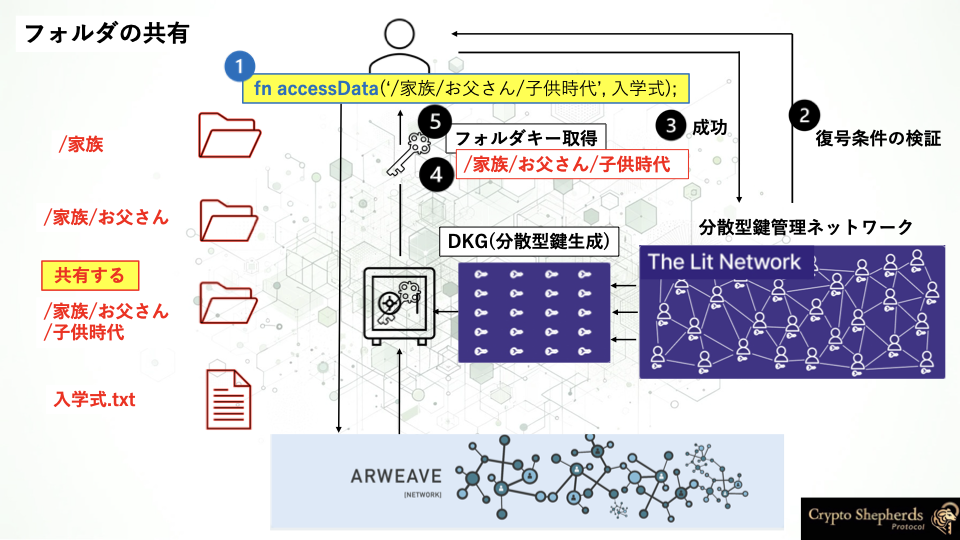 フォルダの共有
1
fn accessData(‘/家族/お父さん/子供時代’, 入学式);
5
フォルダキー取得
/家族/お父さん/子供時代
4
3
成功
2
復号条件の検証
/家族
/家族/お父さん
共有する
/家族/お父さん
/子供時代
入学式.txt
DKG(分散型鍵生成)
分散型鍵管理ネットワーク
The Lit Network
ARWEAVE
[NETWORK]
Crypto Shepherds
Protocol